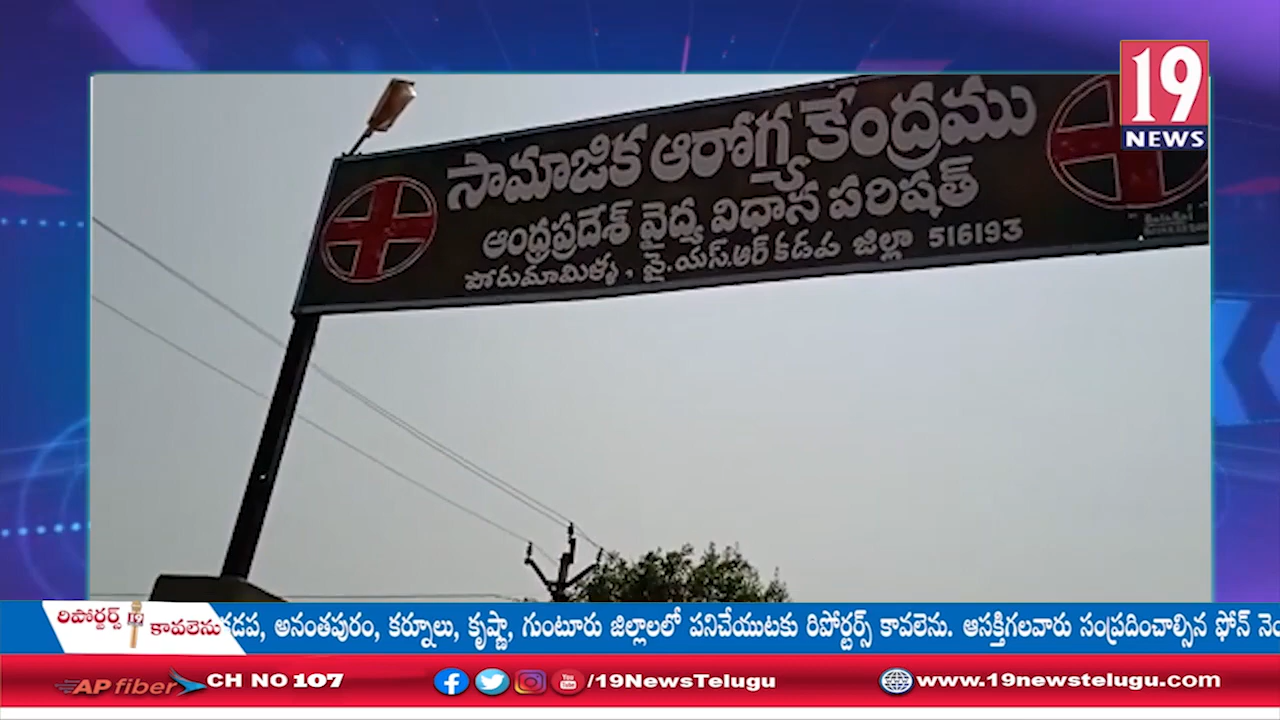 19
NEWS
సామాజిక ఆరోగ్య కేంద్రము
ఆంధ్రప్రదేశ్ వైద్య విధాన పరిషత్
పోరుమామిళ్ళ, వై.యస్.ఆర్ కడప జిల్లా 516193
రిపోర్టర్స్ కావలెను
కడప, అనంతపురం, కర్నూలు, కృష్ణా, గుంటూరు జిల్లాలలో పనిచేయుటకు రిపోర్టర్స్ కావలెను. ఆసక్తిగలవారు సంప్రదించాల్సిన ఫోన్
AP fiber CH NO 107 /19NewsTelugu www.19newstelugu.com